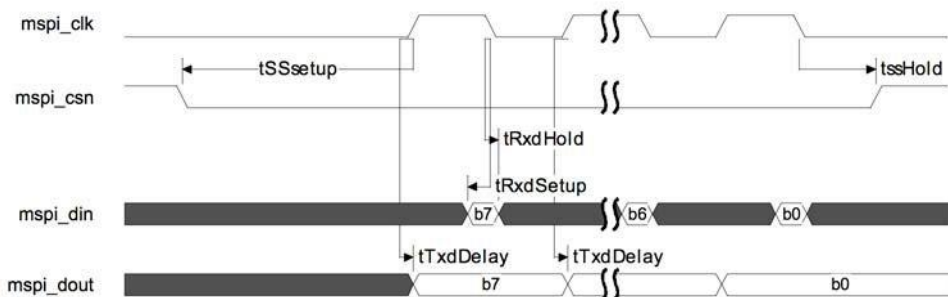 mspi_clk
tSSsetup
tssHold
mspi_csn
tRxdHold
tRxdSetup
mspi_din
b7
b6
b0
tTxdDelay
tTxdDelay
mspi_dout
b7
b0